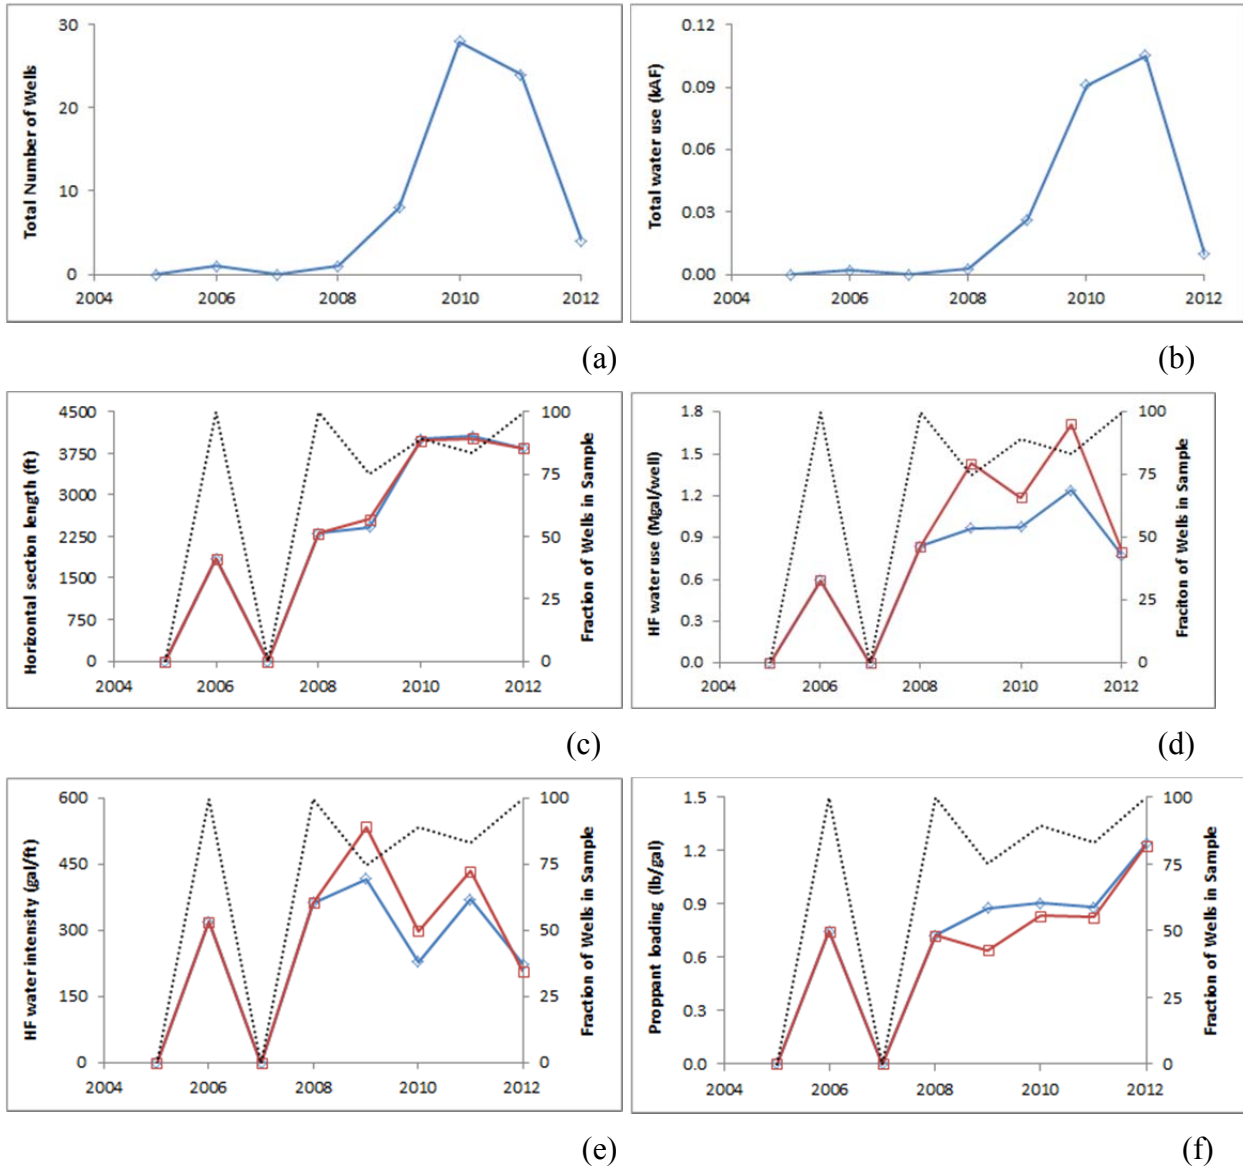 Total Number of Wells
30
20
10
0
2004 2006 2008 2010 2012
(a)
Total water use (kAF)
0.12
0.09
0.06
0.03
0.00
2004 2006 2008 2010 2012
(b)
Horizontal section length (ft)
4500
3750
3000
2250
1500
750
0
2004 2006 2008 2010 2012
100
75
50
25
0
Fraction of Wells in Sample
(c)
HF water use (Mgal/well)
1.8
1.5
1.2
0.9
0.6
0.3
0.0
2004 2006 2008 2010 2012
100
75
50
25
0
Fraciton of Wells in Sample
(d)
HF water intensity (gal/ft)
600
450
300
150
0
2004 2006 2008 2010 2012
100
75
50
25
0
Fraction of Wells in Sample
(e)
Proppant loading (lb/gal)
1.5
1.2
0.9
0.6
0.3
0.0
2004 2006 2008 2010 2012
100
75
50
25
0
Fraction of Wells in Sample
(f)